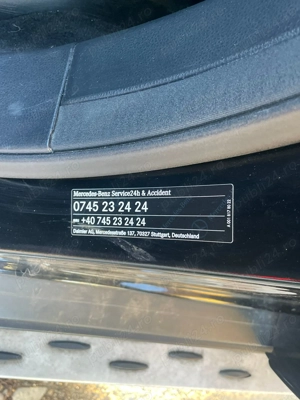 Mercedes-Benz Service24h & Accident
0745 23 24 24
+40 745 23 24 24
Daimler AG, Mercedesstraße 137, 70327 Stuttgart, Deutschland